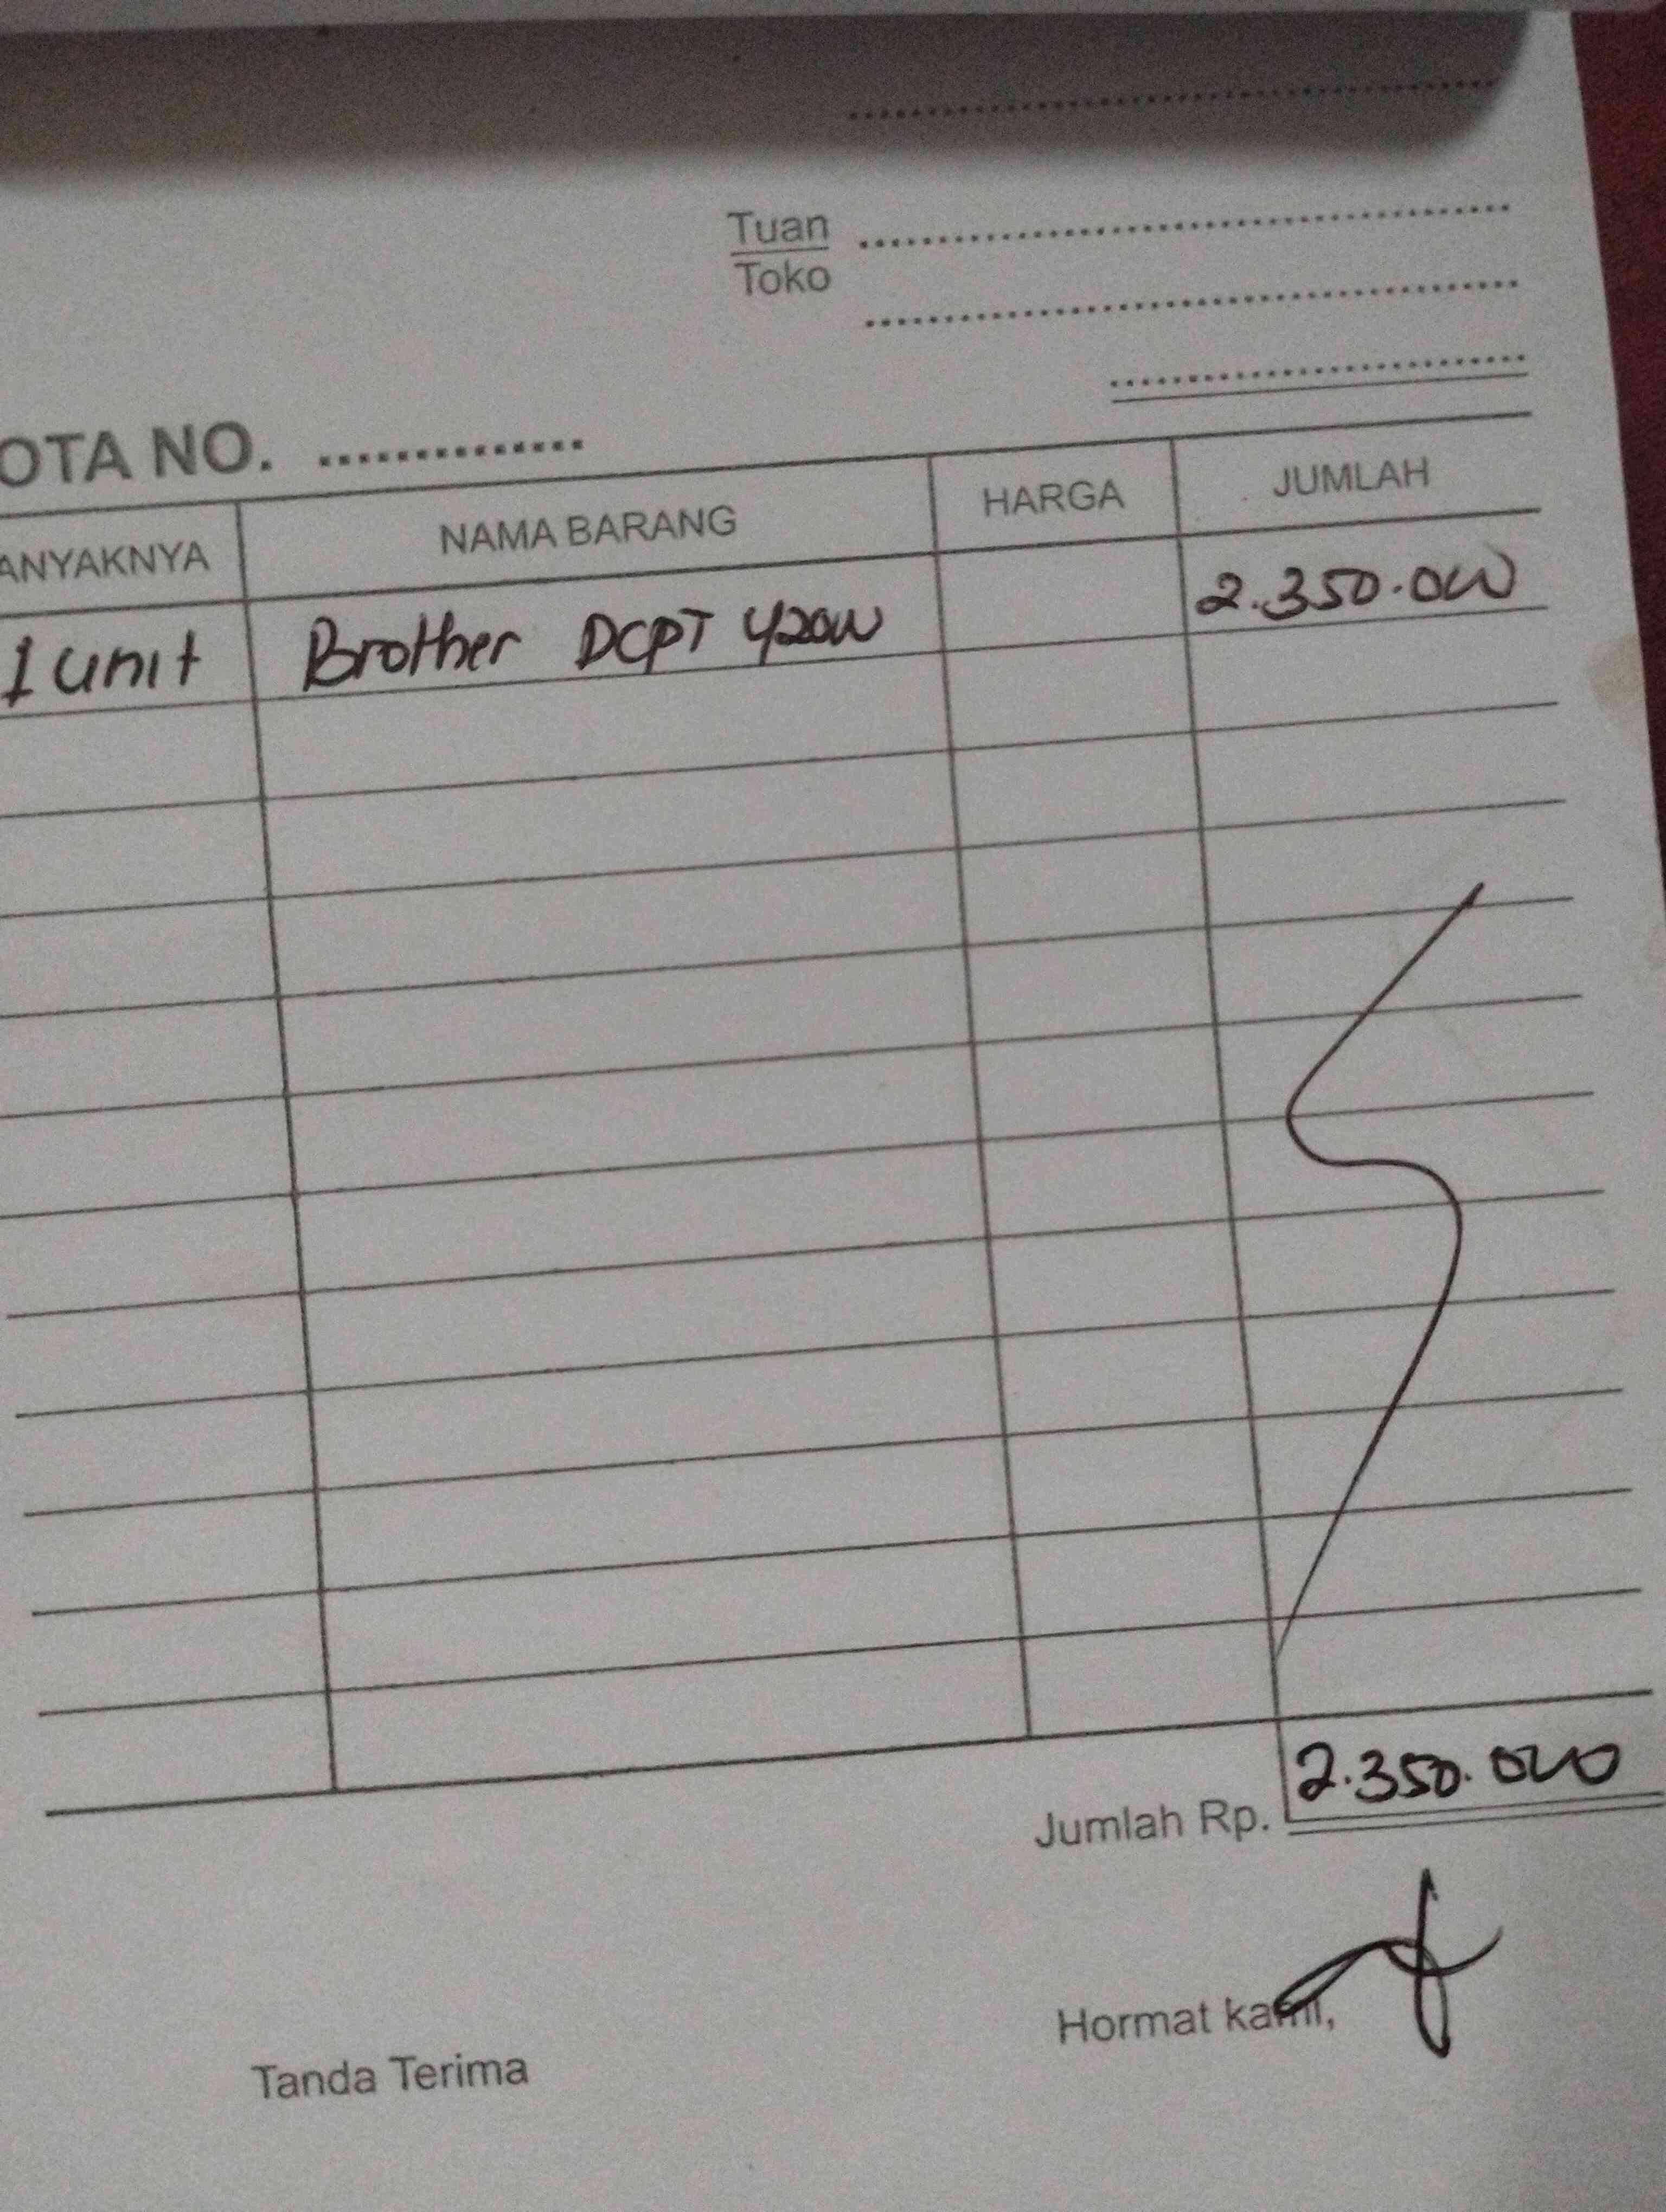 Tuan
Toko
OTA NO. ..............
ANYAKNYA NAMA BARANG HARGA JUMLAH
1 unit Brother DCPT 420W 2.350.000
Jumlah Rp. 2.350.000
Tanda Terima Hormat kami,